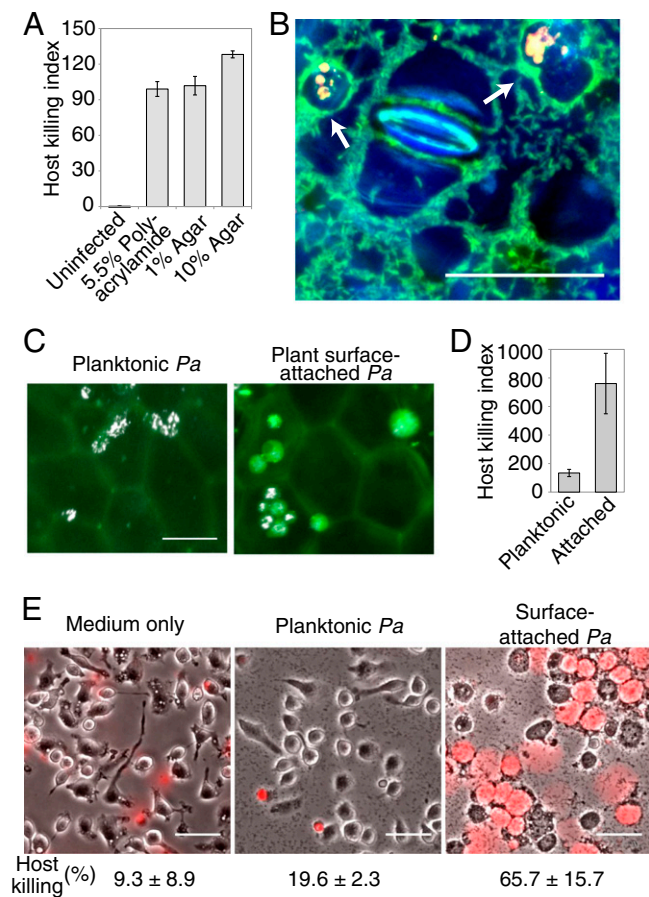 A
Host killing index
150
120
90
60
30
0
Uninfected
5.5% Poly-
acrylamide
1% Agar
10% Agar
B
C
Planktonic Pa
Plant surface-
attached Pa
D
Host killing index
1000
800
600
400
200
0
Planktonic
Attached
E
Medium only
Planktonic Pa
Surface-
attached Pa
Host
killing (%)
9.3 ± 8.9
19.6 ± 2.3
65.7 ± 15.7